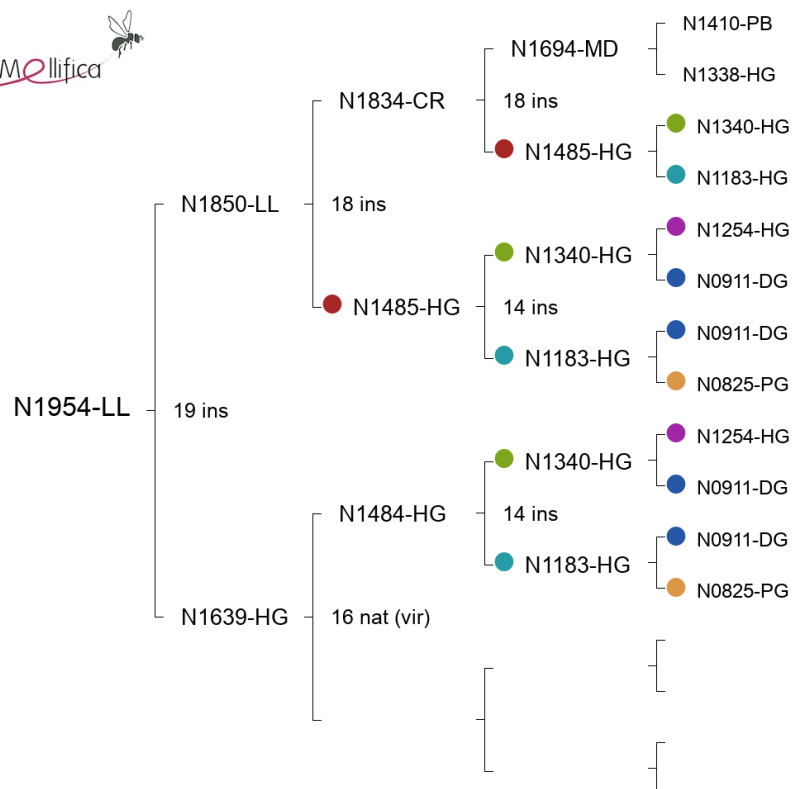 N1410-PB
N1694-MD
Mellifica
N1338-HG
N1834-CR
18 ins
N1340-HG
N1485-HG
N1183-HG
N1850-LL
18 ins
N1254-HG
N1340-HG
N0911-DG
N1485-HG
14 ins
N0911-DG
N1183-HG
N0825-PG
N1954-LL
19 ins
N1254-HG
N1340-HG
N0911-DG
N1484-HG
14 ins
N0911-DG
N1183-HG
N0825-PG
N1639-HG
16 nat (vir)